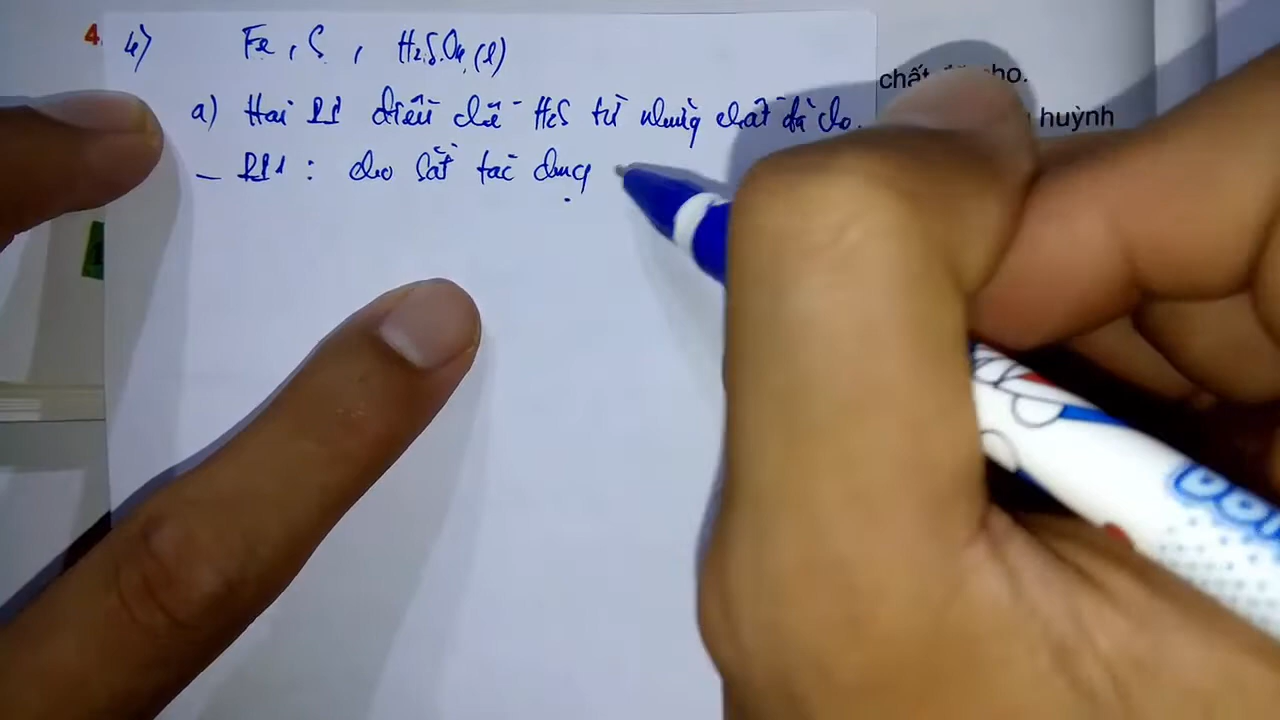 4.
4) Fe, S, H2SO4 (l)
chất đã cho.
a) Hai PP điều chế H2S từ những chất đã cho.
huỳnh
- PP1 : cho sắt tác dụng